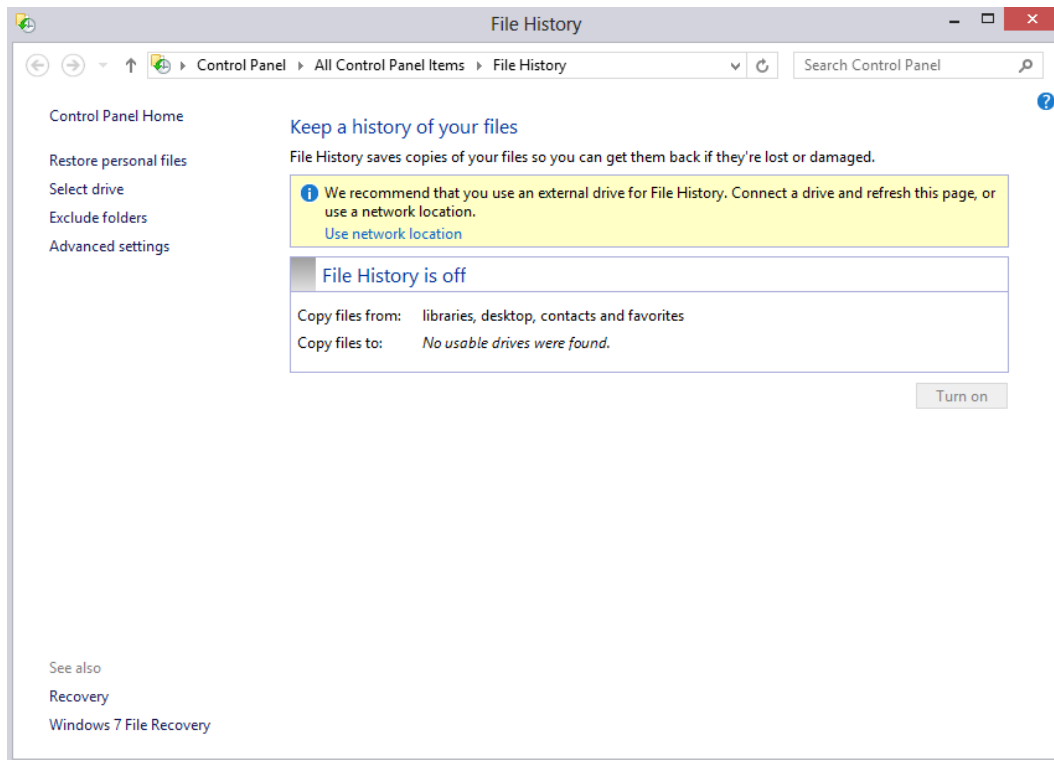 File History
Control Panel All Control Panel Items File History
Search Control Panel
Control Panel Home
Restore personal files
Select drive
Exclude folders
Advanced settings
Keep a history of your files
File History saves copies of your files so you can get them back if they're lost or damaged.
We recommend that you use an external drive for File History. Connect a drive and refresh this page, or
use a network location.
Use network location
File History is off
Copy files from: libraries, desktop, contacts and favorites
Copy files to: No usable drives were found.
Turn on
See also
Recovery
Windows 7 File Recovery